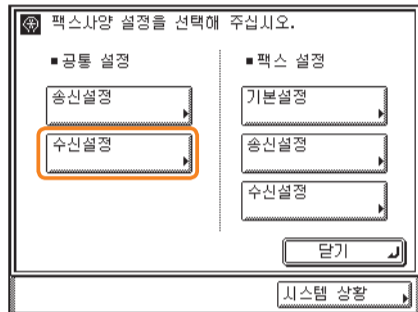 팩스사양 설정을 선택해 주십시오.
■공통 설정
송신설정
수신설정
■팩스 설정
기본설정
송신설정
수신설정
닫기
시스템 상황